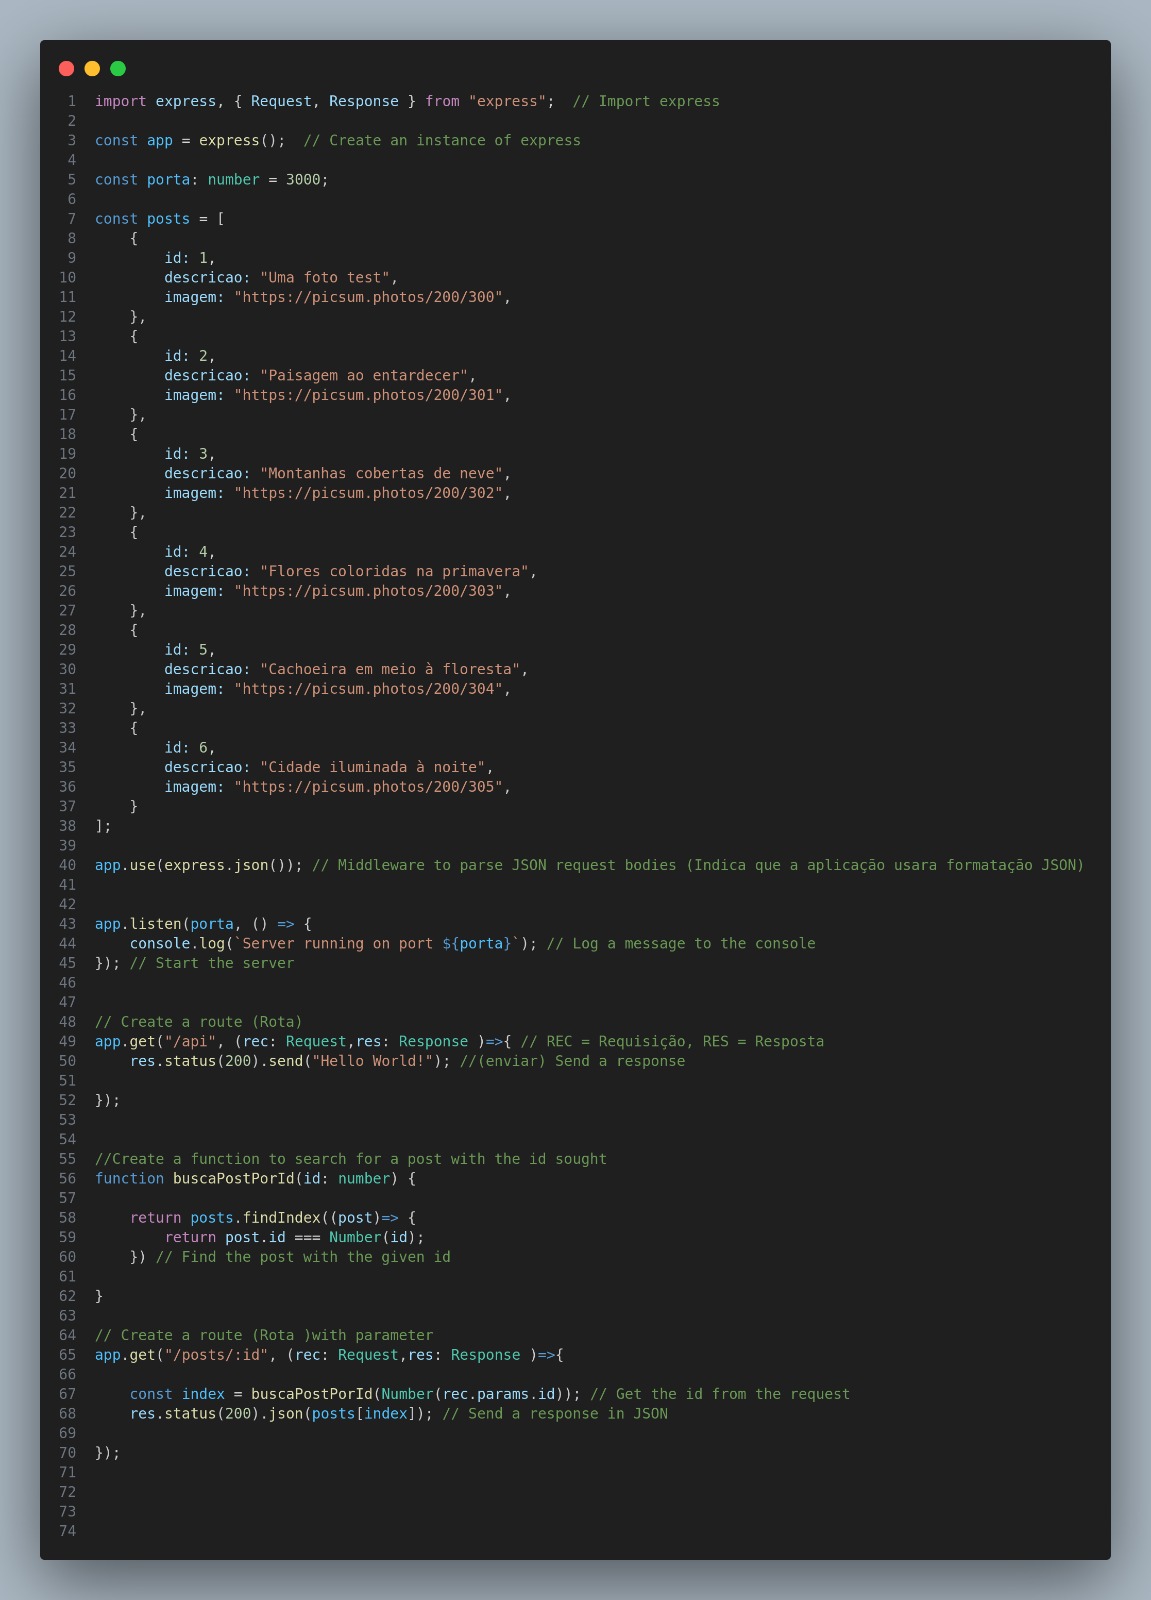 1 import express, { Request, Response } from "express";  // Import express
2
3 const app = express();  // Create an instance of express
4
5 const porta: number = 3000;
6
7 const posts = [
8     {
9         id: 1,
10         descricao: "Uma foto test",
11         imagem: "https://picsum.photos/200/300",
12     },
13     {
14         id: 2,
15         descricao: "Paisagem ao entardecer",
16         imagem: "https://picsum.photos/200/301",
17     },
18     {
19         id: 3,
20         descricao: "Montanhas cobertas de neve",
21         imagem: "https://picsum.photos/200/302",
22     },
23     {
24         id: 4,
25         descricao: "Flores coloridas na primavera",
26         imagem: "https://picsum.photos/200/303",
27     },
28     {
29         id: 5,
30         descricao: "Cachoeira em meio à floresta",
31         imagem: "https://picsum.photos/200/304",
32     },
33     {
34         id: 6,
35         descricao: "Cidade iluminada à noite",
36         imagem: "https://picsum.photos/200/305",
37     }
38 ];
39
40 app.use(express.json()); // Middleware to parse JSON request bodies (Indica que a aplicação usara formatação JSON)
41
42
43 app.listen(porta, () => {
44     console.log(`Server running on port ${porta}`); // Log a message to the console
45 }); // Start the server
46
47
48 // Create a route (Rota)
49 app.get("/api", (rec: Request,res: Response )=>{ // REC = Requisição, RES = Resposta
50     res.status(200).send("Hello World!"); //(enviar) Send a response
51
52 });
53
54
55 //Create a function to search for a post with the id sought
56 function buscaPostPorId(id: number) {
57
58     return posts.findIndex((post)=> {
59         return post.id === Number(id);
60     }) // Find the post with the given id
61
62 }
63
64 // Create a route (Rota )with parameter
65 app.get("/posts/:id", (rec: Request,res: Response )=>{
66
67     const index = buscaPostPorId(Number(rec.params.id)); // Get the id from the request
68     res.status(200).json(posts[index]); // Send a response in JSON
69
70 });
71
72
73
74